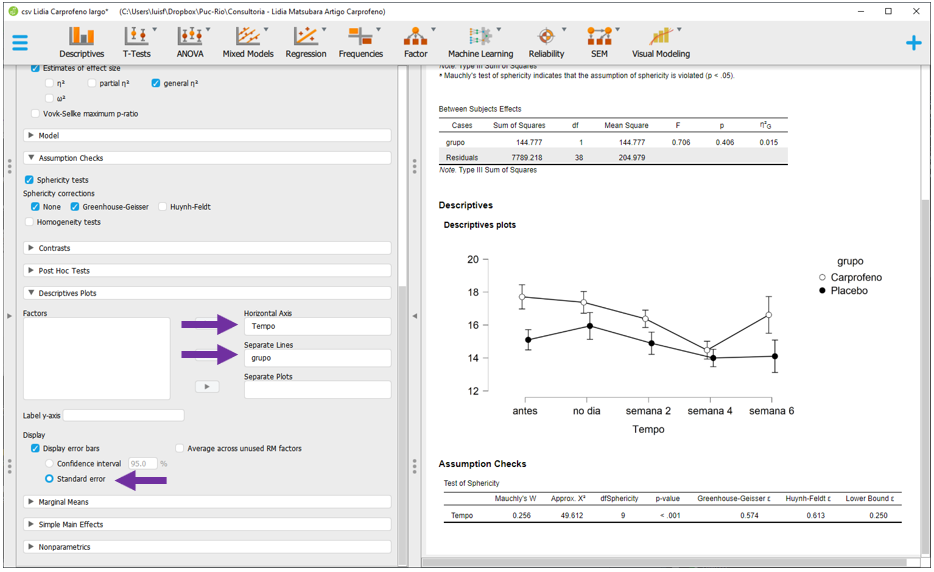 csv Lidia Carprofeno largo* (C:\Users\luisf\Dropbox\Puc-Rio\Consultoria - Lidia Matsubara Artigo Carprofeno)
Descriptives T-Tests ANOVA Mixed Models Regression Frequencies Factor Machine Learning Reliability SEM Visual Modeling
Estimates of effect size
η² partial η² general η²
ω²
Vovk-Sellke maximum p-ratio
Model
Assumption Checks
Sphericity tests
Sphericity corrections
None Greenhouse-Geisser Huynh-Feldt
Homogeneity tests
Contrasts
Post Hoc Tests
Descriptives Plots
Factors
Horizontal Axis
Tempo
Separate Lines
grupo
Separate Plots
Label y-axis
Display
Display error bars Average across unused RM factors
Confidence interval 95.0 %
Standard error
Marginal Means
Simple Main Effects
Nonparametrics
Note. Type III Sum of Squares
Mauchly's test of sphericity indicates that the assumption of sphericity is violated (p < .05).
Between Subjects Effects
Cases Sum of Squares df Mean Square F p η²G
grupo 144.777 1 144.777 0.706 0.406 0.015
Residuals 7789.218 38 204.979
Note. Type III Sum of Squares
Descriptives
Descriptives plots
grupo
Carprofeno
Placebo
20
18
16
14
12
antes no dia semana 2 semana 4 semana 6
Tempo
Assumption Checks
Test of Sphericity
Mauchly's W Approx. X² dfSphericity p-value Greenhouse-Geisser ε Huynh-Feldt ε Lower Bound ε
Tempo 0.256 49.612 9 < .001 0.574 0.613 0.250